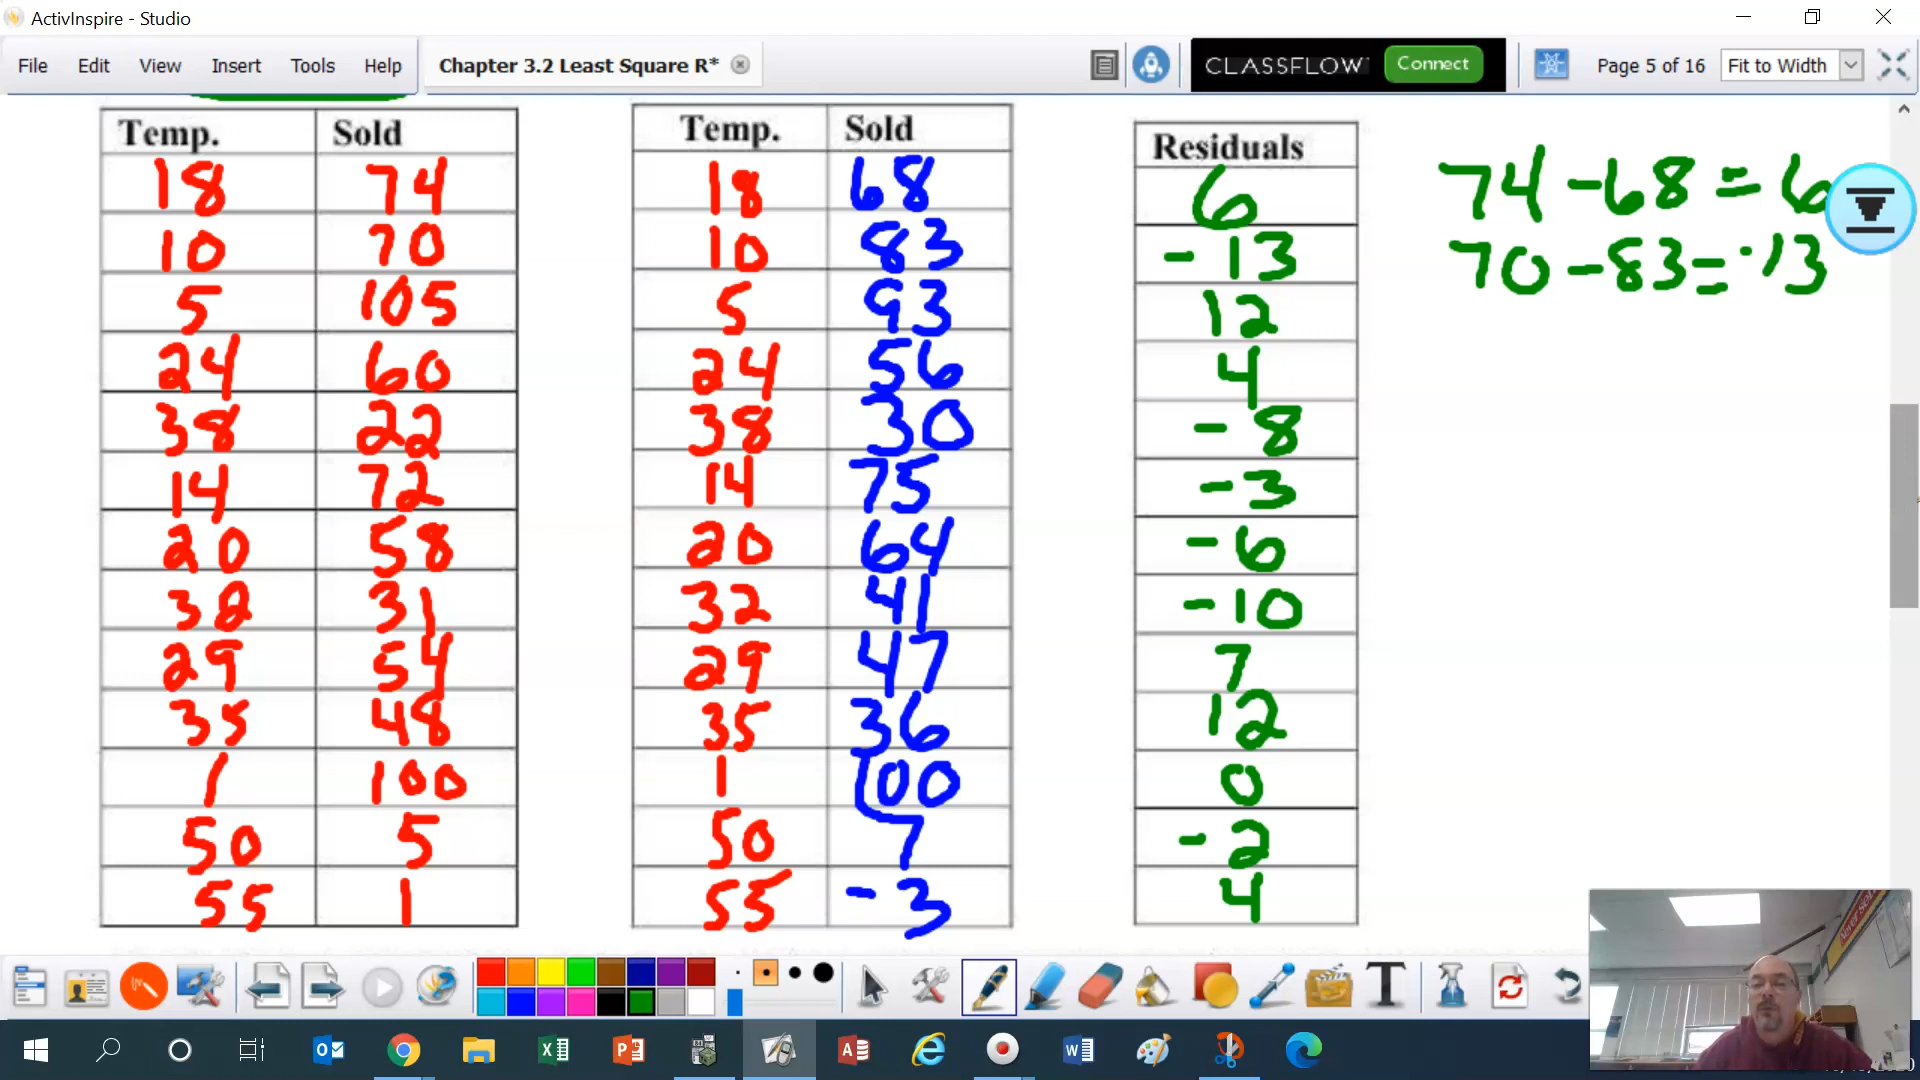 ActivInspire - Studio
File Edit View Insert Tools Help Chapter 3.2 Least Square R* CLASSFLOW Connect Page 5 of 16 Fit to Width
Temp. Sold Temp. Sold Residuals
18 74 18 68 6 74 - 68 = 6
10 70 10 83 - 13 70 - 83 = -13
5 105 5 93 12
24 60 24 56 4
38 22 38 30 - 8
14 72 14 75 - 3
20 58 20 64 - 6
32 31 32 41 - 10
29 54 29 47 7
35 48 35 36 12
1 100 1 100 0
50 5 50 7 - 2
55 1 55 - 3 4